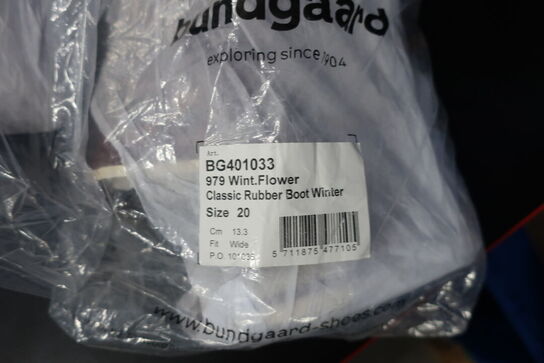 bundgaard
exploring since 1904
Art.
BG401033
979 Wint.Flower
Classic Rubber Boot Winter
Size 20
Cm 13.3
Fit Wide
P.O. 101036
5 711875 477105
www.bundgaard-shoes.com